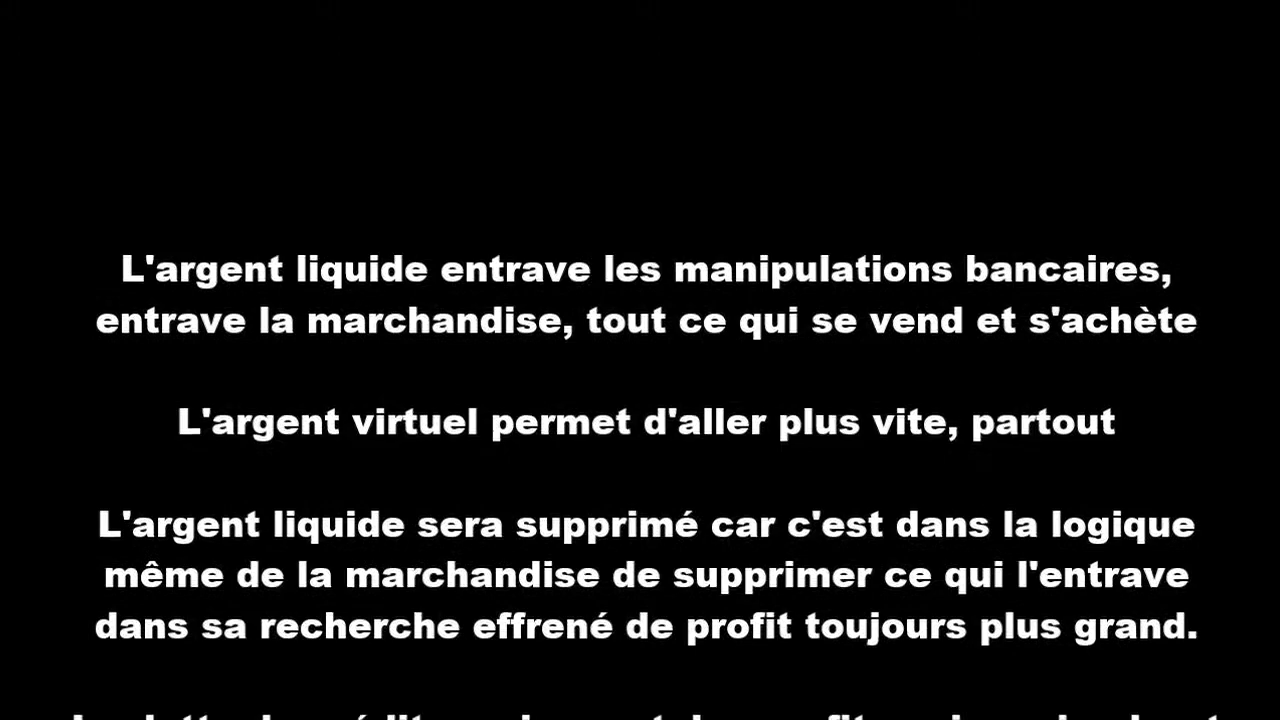 L'argent liquide entrave les manipulations bancaires,
entrave la marchandise, tout ce qui se vend et s'achète
L'argent virtuel permet d'aller plus vite, partout
L'argent liquide sera supprimé car c'est dans la logique
même de la marchandise de supprimer ce qui l'entrave
dans sa recherche effrené de profit toujours plus grand.